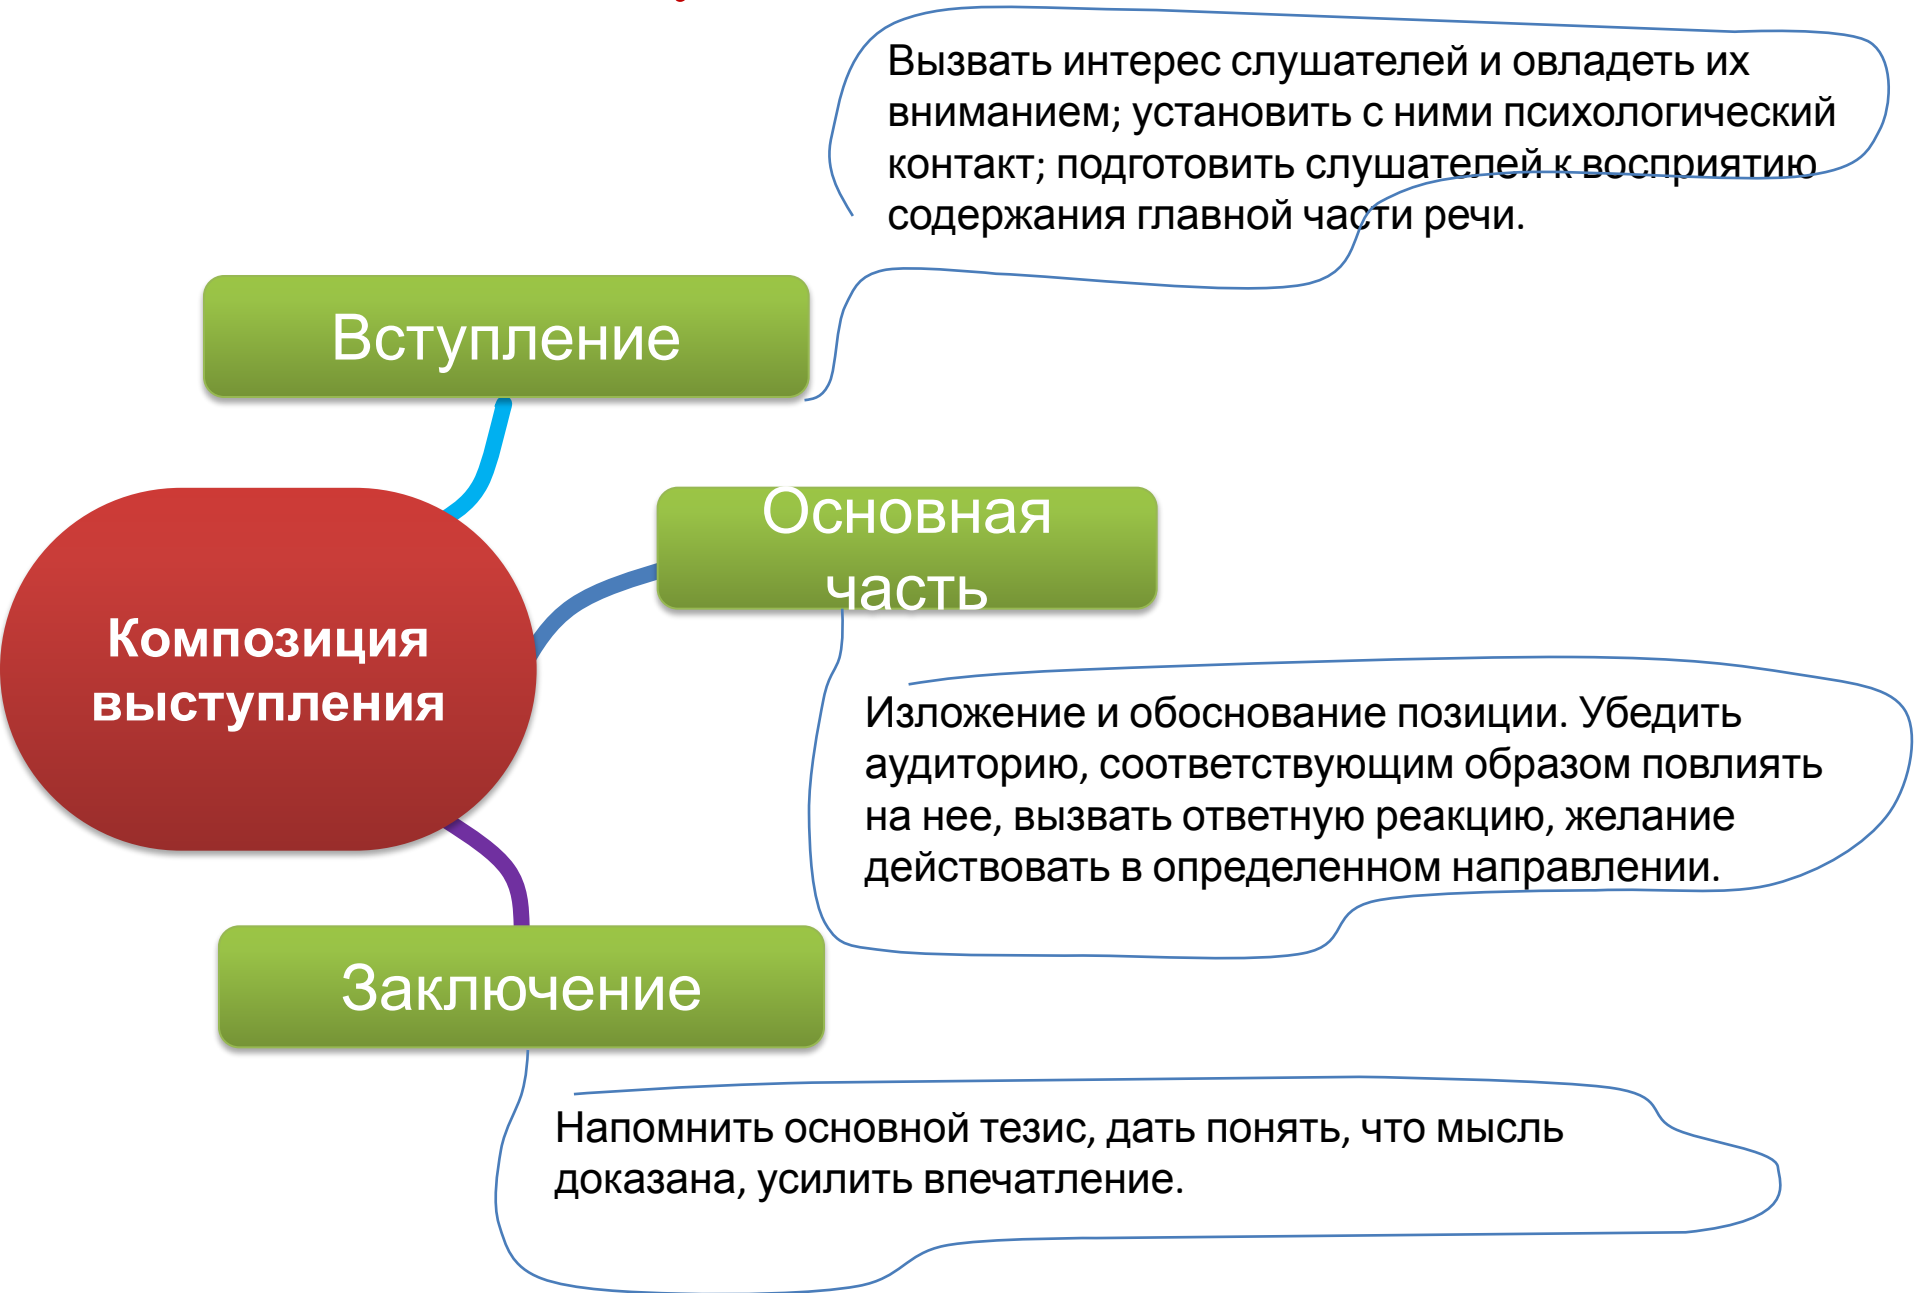 Вызвать интерес слушателей и овладеть их
вниманием; установить с ними психологический
контакт; подготовить слушателей к восприятию
содержания главной части речи.
Вступление
Основная
часть
Композиция
выступления
Изложение и обоснование позиции. Убедить
аудиторию, соответствующим образом повлиять
на нее, вызвать ответную реакцию, желание
действовать в определенном направлении.
Заключение
Напомнить основной тезис, дать понять, что мысль
доказана, усилить впечатление.